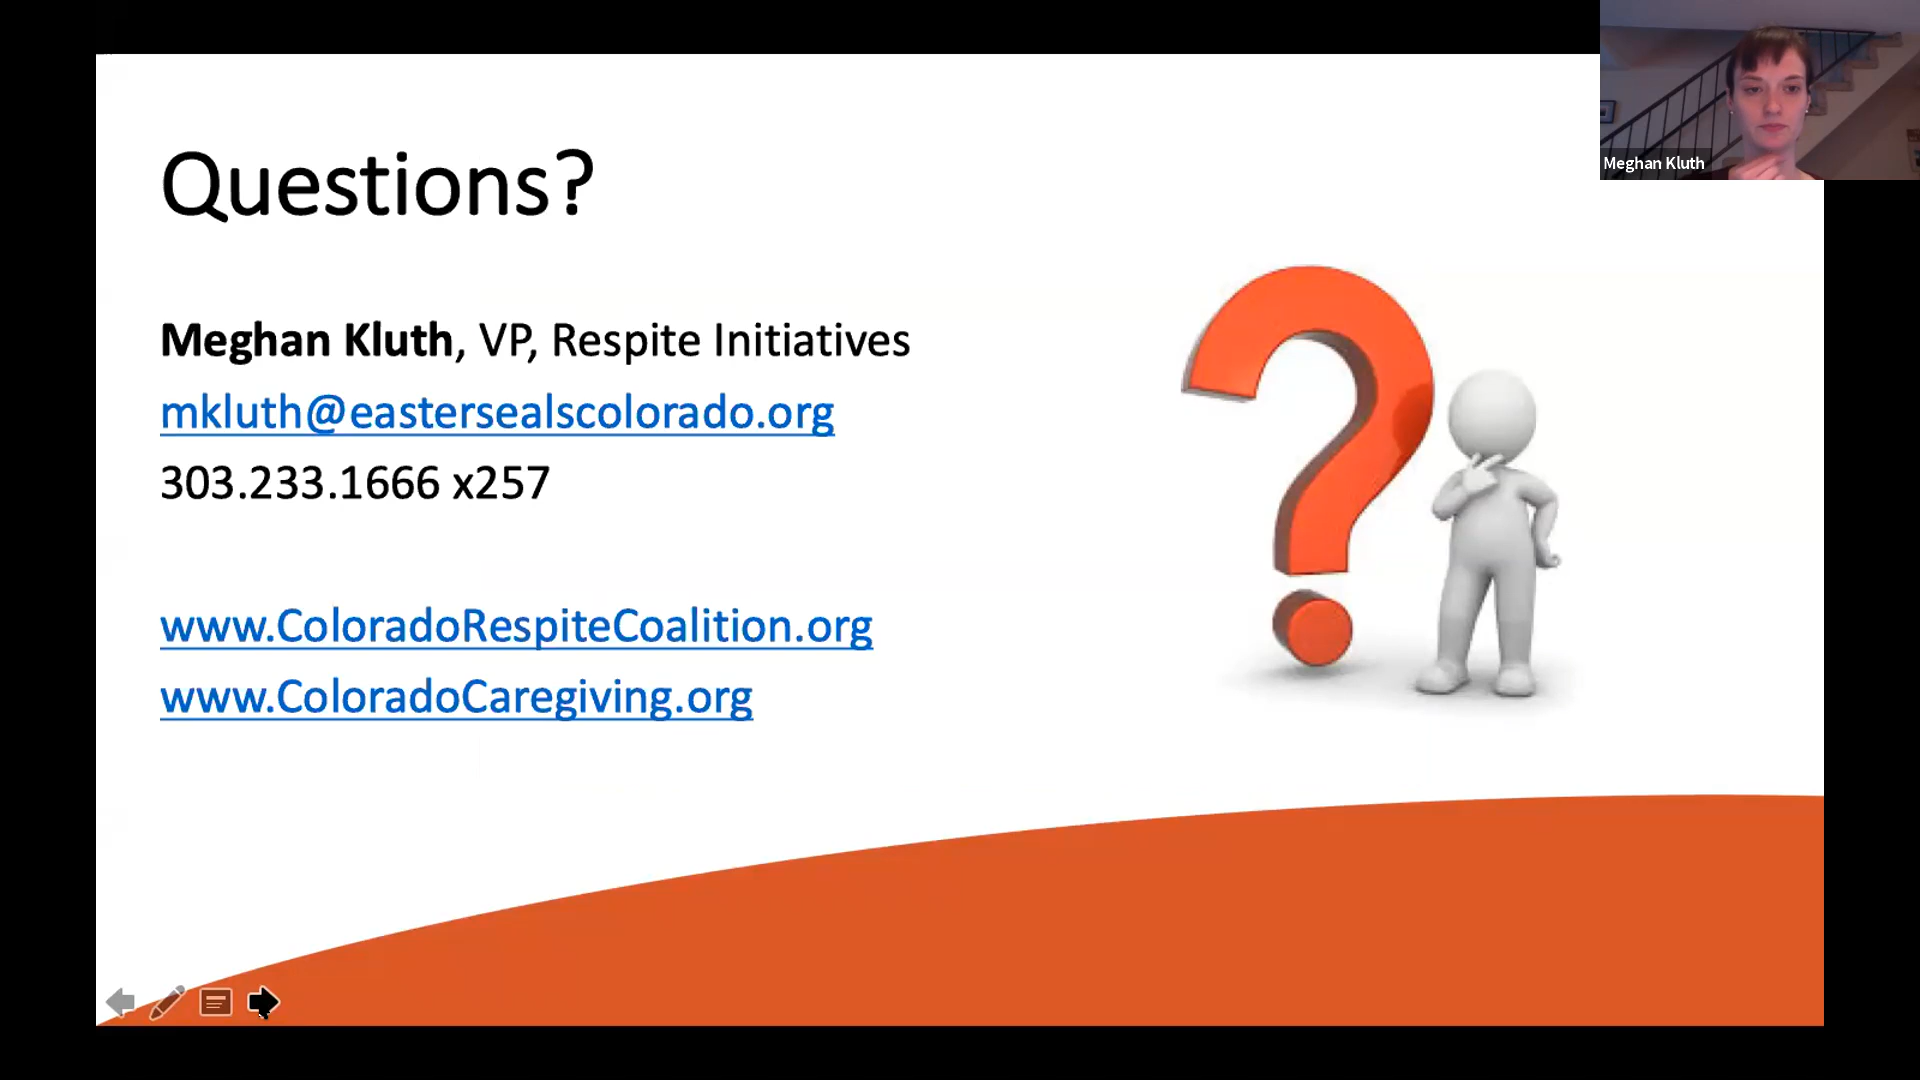 Questions?
Meghan Kluth, VP, Respite Initiatives
mkluth@eastersealscolorado.org
303.233.1666 x257
www.ColoradoRespiteCoalition.org
www.ColoradoCaregiving.org
Meghan Kluth